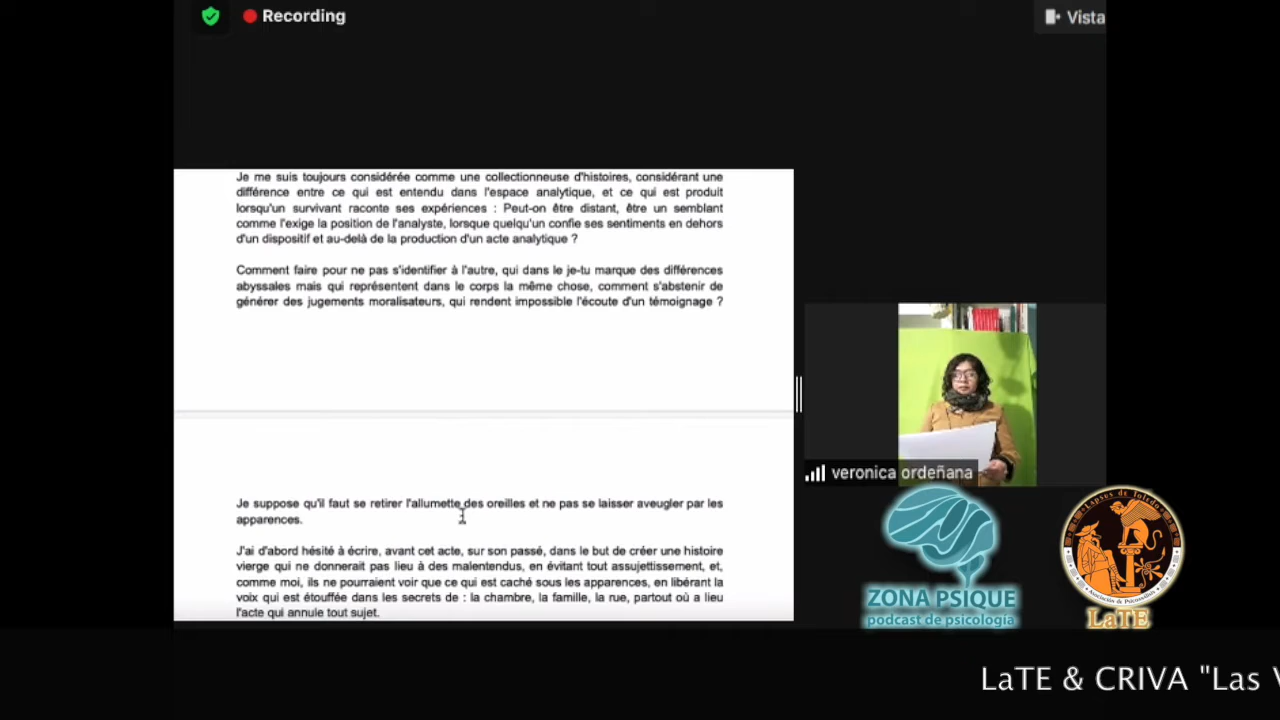 Recording
Vista
Je me suis toujours considérée comme une collectionneuse d'histoires, considérant une
différence entre ce qui est entendu dans l'espace analytique, et ce qui est produit
lorsqu'un survivant raconte ses expériences : Peut-on être distant, être un semblant
comme l'exige la position de l'analyste, lorsque quelqu'un confie ses sentiments en dehors
d'un dispositif et au-delà de la production d'un acte analytique ?
Comment faire pour ne pas s'identifier à l'autre, qui dans le je-tu marque des différences
abyssales mais qui représentent dans le corps la même chose, comment s'abstenir de
générer des jugements moralisateurs, qui rendent impossible l'écoute d'un témoignage ?
Je suppose qu'il faut se retirer l'allumette des oreilles et ne pas se laisser aveugler par les
apparences.
J'ai d'abord hésité à écrire, avant cet acte, sur son passé, dans le but de créer une histoire
vierge qui ne donnerait pas lieu à des malentendus, en évitant tout assujettissement, et,
comme moi, ils ne pourraient voir que ce qui est caché sous les apparences, en libérant la
voix qui est étouffée dans les secrets de : la chambre, la famille, la rue, partout où a lieu
l'acte qui annule tout sujet.
veronica ordeñana
ZONA PSIQUE
podcast de psicología
Lapsus de Toledo
Asociación de Psicoanálisis
LaTE
LaTE & CRIVA "Las V